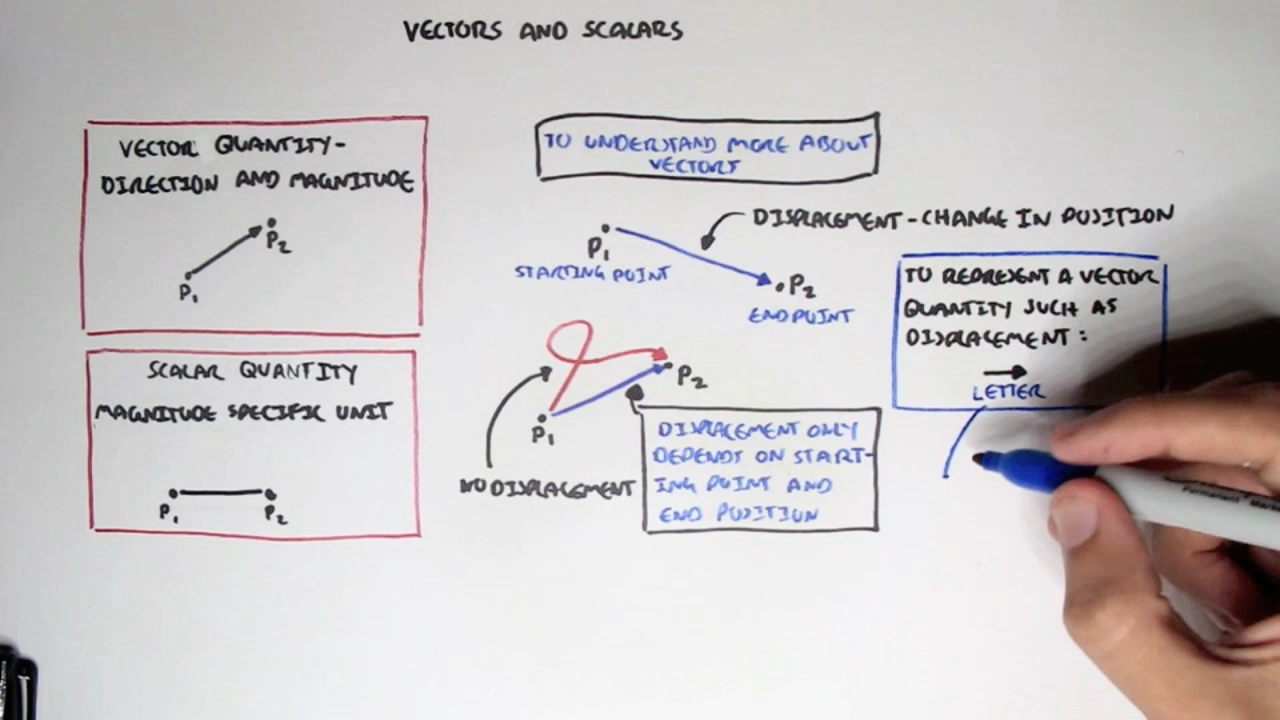 VECTORS AND SCALARS
VECTOR QUANTITY-
DIRECTION AND MAGNITUDE
P2
P1
SCALAR QUANTITY
MAGNITUDE SPECIFIC UNIT
P1
P2
TO UNDERSTAND MORE ABOUT
VECTORS
DISPLACEMENT-CHANGE IN POSITION
P1
STARTING POINT
P2
END POINT
P2
P1
NO DISPLACEMENT
DISPLACEMENT ONLY
DEPENDS ON START-
ING POINT AND
END POSITION
TO REPRESENT A VECTOR
QUANTITY SUCH AS
DISPLACEMENT:
LETTER
Permanent